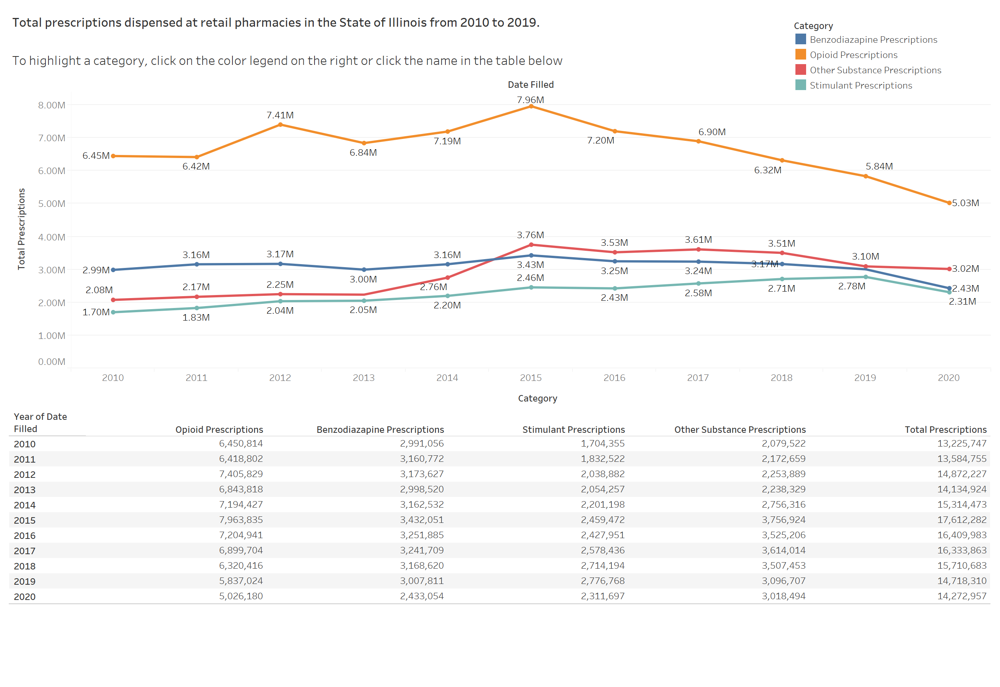 Total prescriptions dispensed at retail pharmacies in the State of Illinois from 2010 to 2019.
Category
Benzodiazapine Prescriptions
Opioid Prescriptions
Other Substance Prescriptions
Stimulant Prescriptions
To highlight a category, click on the color legend on the right or click the name in the table below
Date Filled
Total Prescriptions
8.00M
7.00M
6.00M
5.00M
4.00M
3.00M
2.00M
1.00M
0.00M
6.45M
6.42M
7.41M
6.84M
7.19M
7.96M
7.20M
6.90M
6.32M
5.84M
5.03M
2.99M
3.16M
3.17M
3.00M
3.16M
3.43M
3.25M
3.24M
3.17M
2.43M
2.08M
2.17M
2.25M
2.76M
3.76M
3.53M
3.61M
3.51M
3.10M
3.02M
1.70M
1.83M
2.04M
2.05M
2.20M
2.46M
2.43M
2.58M
2.71M
2.78M
2.31M
2010 2011 2012 2013 2014 2015 2016 2017 2018 2019 2020
Category
Year of Date
Filled Opioid Prescriptions Benzodiazapine Prescriptions Stimulant Prescriptions Other Substance Prescriptions Total Prescriptions
2010 6,450,814 2,991,056 1,704,355 2,079,522 13,225,747
2011 6,418,802 3,160,772 1,832,522 2,172,659 13,584,755
2012 7,405,829 3,173,627 2,038,882 2,253,889 14,872,227
2013 6,843,818 2,998,520 2,054,257 2,238,329 14,134,924
2014 7,194,427 3,162,532 2,201,198 2,756,316 15,314,473
2015 7,963,835 3,432,051 2,459,472 3,756,924 17,612,282
2016 7,204,941 3,251,885 2,427,951 3,525,206 16,409,983
2017 6,899,704 3,241,709 2,578,436 3,614,014 16,333,863
2018 6,320,416 3,168,620 2,714,194 3,507,453 15,710,683
2019 5,837,024 3,007,811 2,776,768 3,096,707 14,718,310
2020 5,026,180 2,433,054 2,311,697 3,018,494 14,272,957